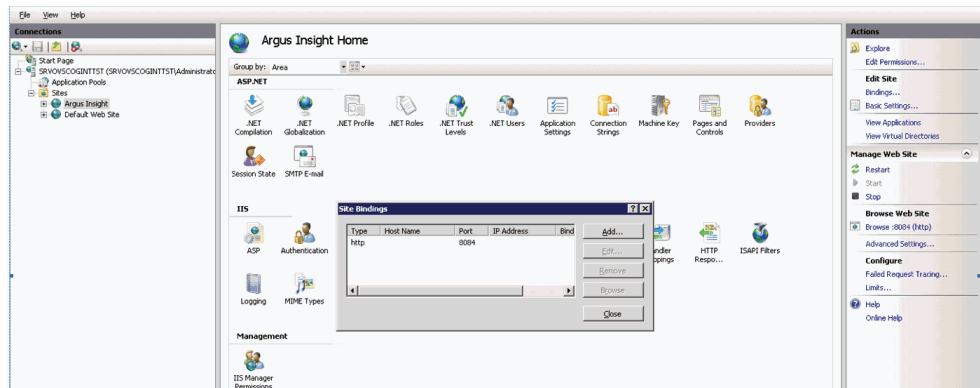 File View Help
Connections
Start Page
SRVOVSCOGINTTST (SRVOVSCOGINTTST\Administrato
Application Pools
Sites
Argus Insight
Default Web Site
Argus Insight Home
Group by: Area
ASP.NET
.NET Compilation
.NET Globalization
.NET Profile
.NET Roles
.NET Trust Levels
.NET Users
Application Settings
Connection Strings
Machine Key
Pages and Controls
Providers
Session State
SMTP E-mail
IIS
ASP
Authentication
ndler
ppings
HTTP Respo...
ISAPI Filters
Logging
MIME Types
Management
IIS Manager
Permissions
Site Bindings
Type Host Name Port IP Address Bind
http 8084
Add...
Edit...
Remove
Browse
Close
Actions
Explore
Edit Permissions...
Edit Site
Bindings...
Basic Settings...
View Applications
View Virtual Directories
Manage Web Site
Restart
Start
Stop
Browse Web Site
Browse :8084 (http)
Advanced Settings...
Configure
Failed Request Tracing...
Limits...
Help
Online Help